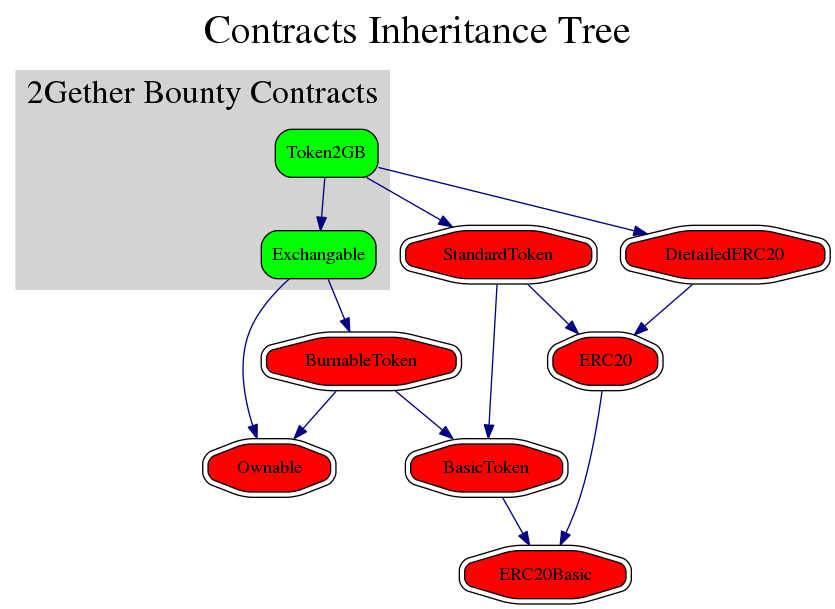 Contracts Inheritance Tree
2Gether Bounty Contracts
Token2GB
Exchangable
StandardToken
DtetailedERC20
BurnableToken
ERC20
Ownable
BasicToken
ERC20Basic